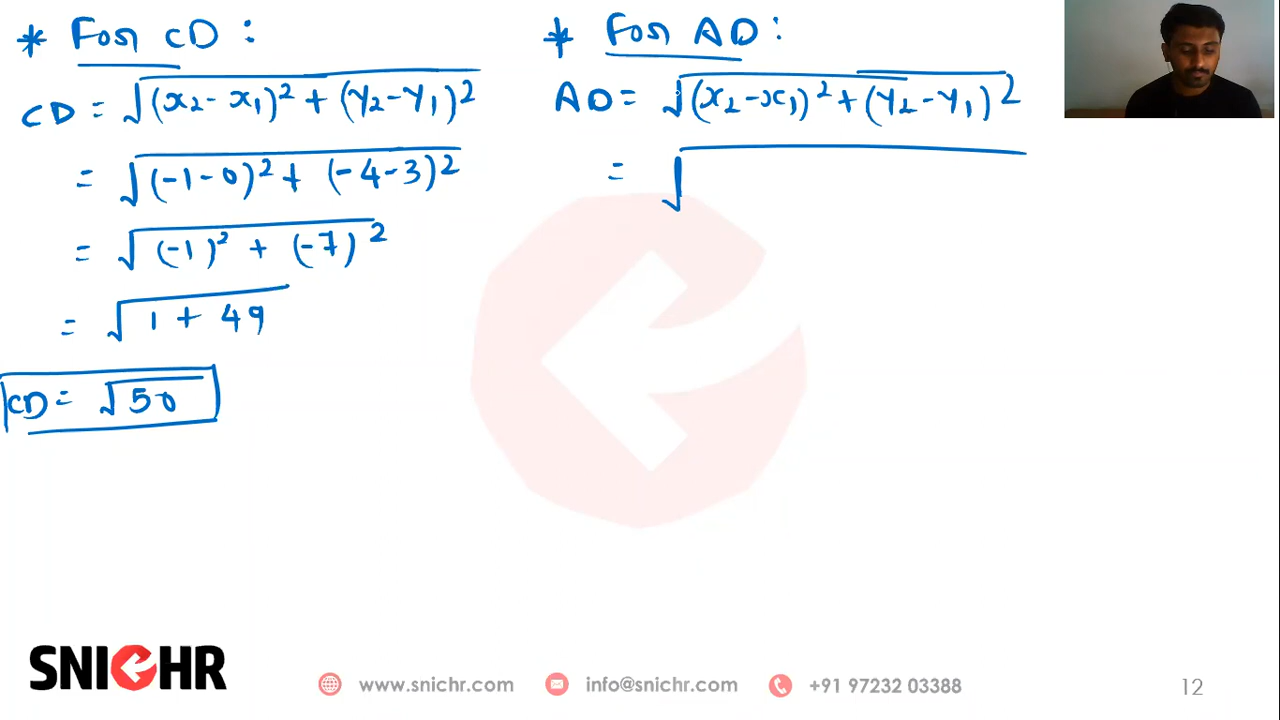 * For CD :
CD = √(x₂ - x₁)² + (y₂ - y₁)²
= √(-1 - 0)² + (-4 - 3)²
= √(-1)² + (-7)²
= √1 + 49
CD = √50
* For AD :
AD = √(x₂ - x₁)² + (y₂ - y₁)²
= √
SNICHR
www.snichr.com
info@snichr.com
+91 97232 03388
12